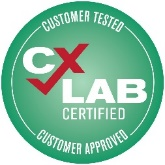 CUSTOMER TESTED
CX
LAB
CERTIFIED
CUSTOMER APPROVED